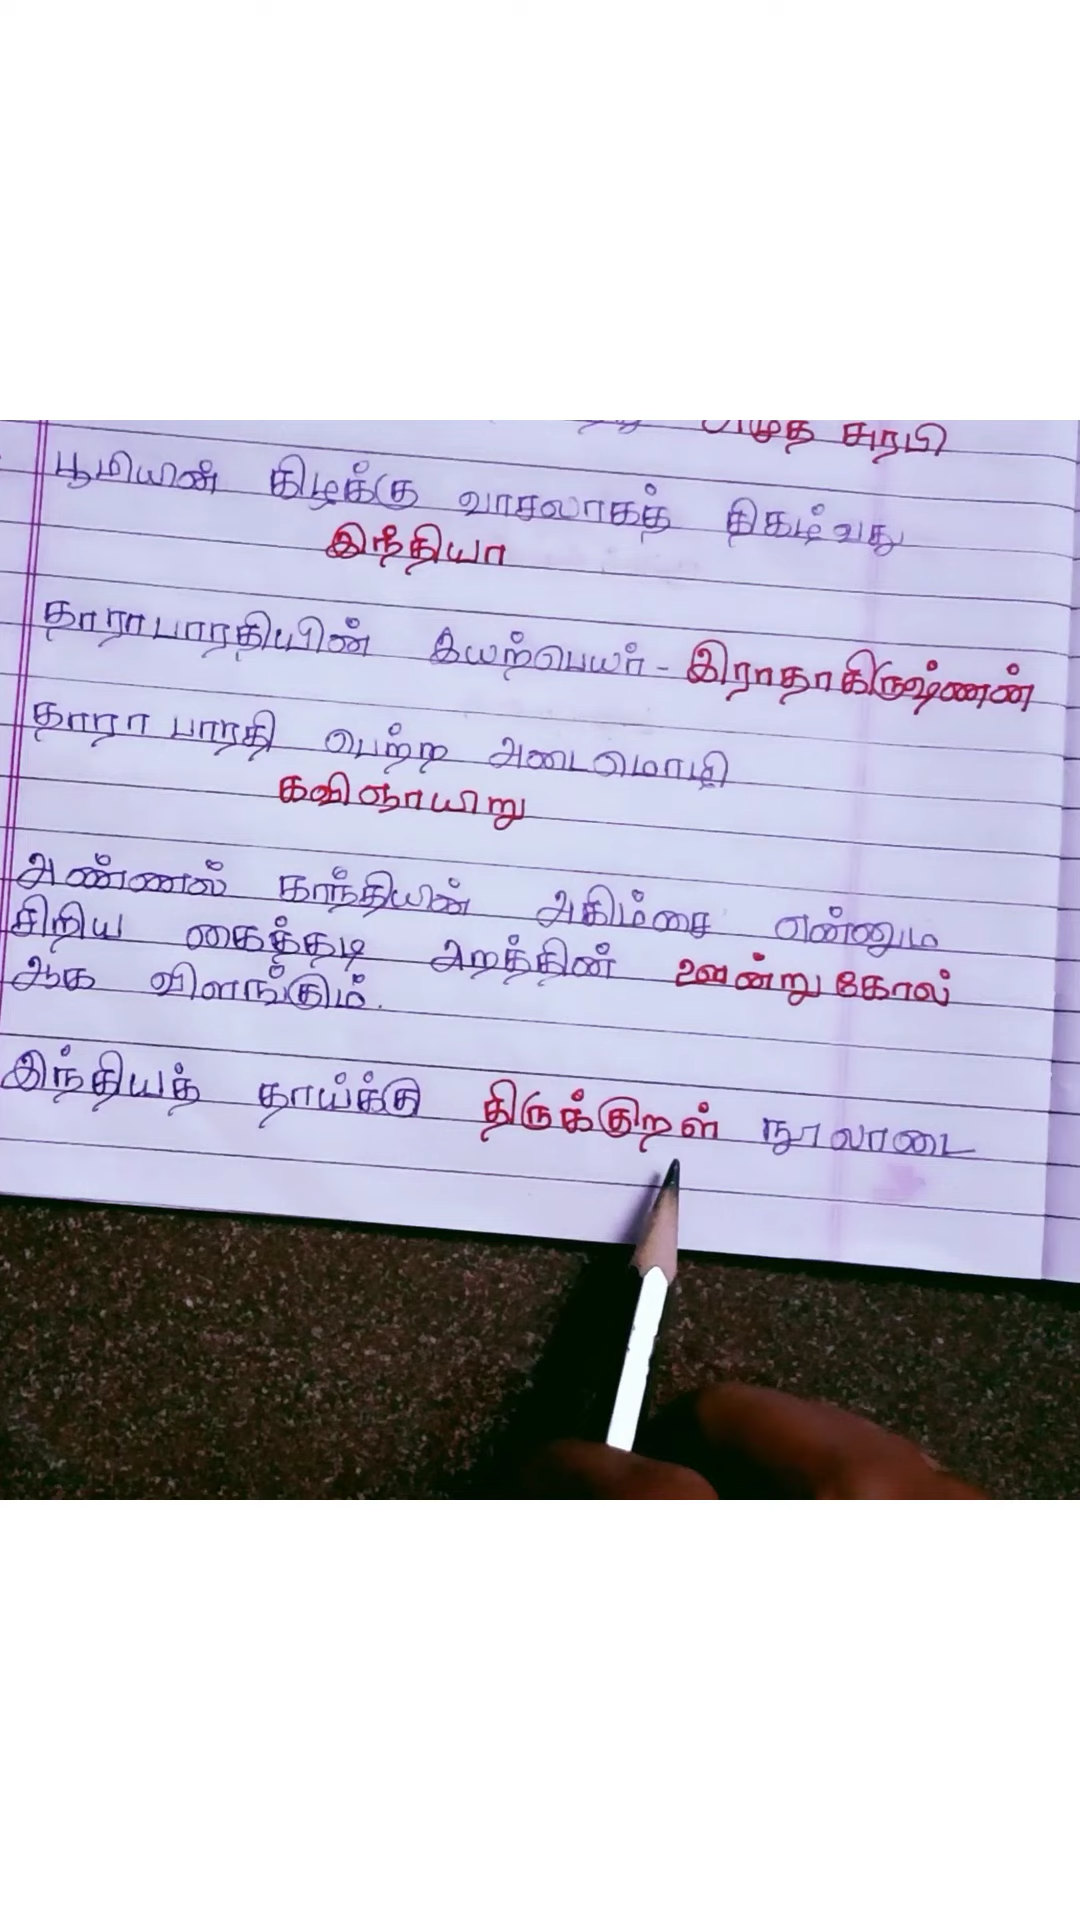 அமுத சுரபி
பூமியின் கிழக்கு வாசலாகத் திகழ்வது
இந்தியா
தாராபாரதியின் இயற்பெயர் - இராதாகிருஷ்ணன்
தாரா பாரதி பெற்ற அடைமொழி
கவிஞாயிறு
அண்ணல் காந்தியின் அகிம்சை என்னும
சிறிய கைத்தடி அறத்தின் ஊன்றுகோல்
ஆக விளங்கும்.
இந்தியத் தாய்க்கு திருக்குறள் நூலாடை